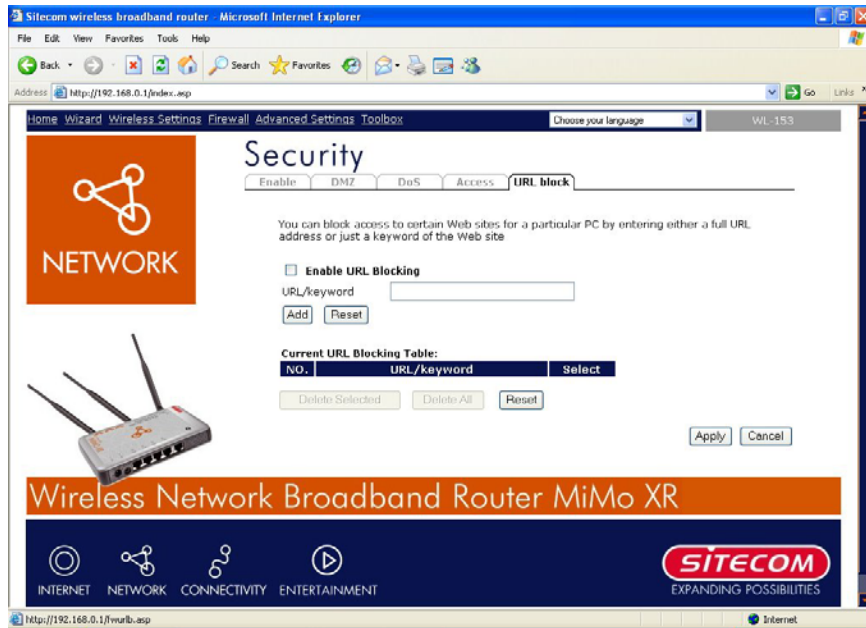 Sitecom wireless broadband router - Microsoft Internet Explorer
File Edit View Favorites Tools Help
Back Search Favorites
Address http://192.168.0.1/index.asp Go Links
Home Wizard Wireless Settings Firewall Advanced Settings Toolbox Choose your language WL-153
Security
Enable DMZ DoS Access URL block
You can block access to certain Web sites for a particular PC by entering either a full URL
address or just a keyword of the Web site
NETWORK
Enable URL Blocking
URL/keyword
Add Reset
Current URL Blocking Table:
NO. URL/keyword Select
Delete Selected Delete All Reset
Apply Cancel
Wireless Network Broadband Router MiMo XR
INTERNET NETWORK CONNECTIVITY ENTERTAINMENT
SITECOM
EXPANDING POSSIBILITIES
http://192.168.0.1/fwurlb.asp Internet